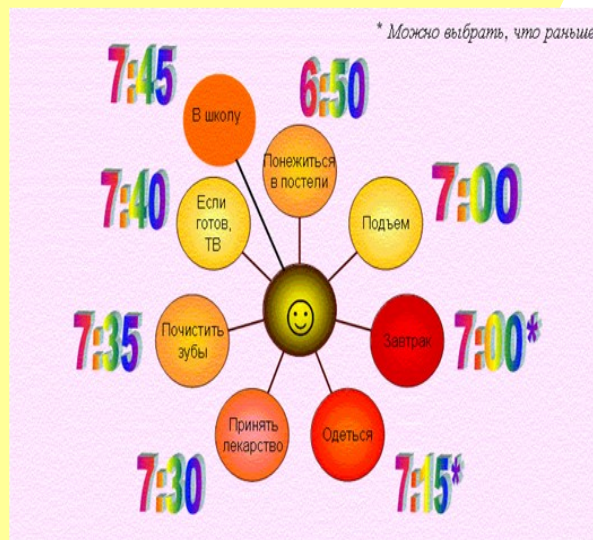 * Можно выбрать, что раньше
7:45
6:50
В школу
Понежиться
в постели
7:40
Если
готов,
ТВ
Подъем
7:00
7:35
Почистить
зубы
Завтрак
7:00*
Принять
лекарство
Одеться
7:30
7:15*